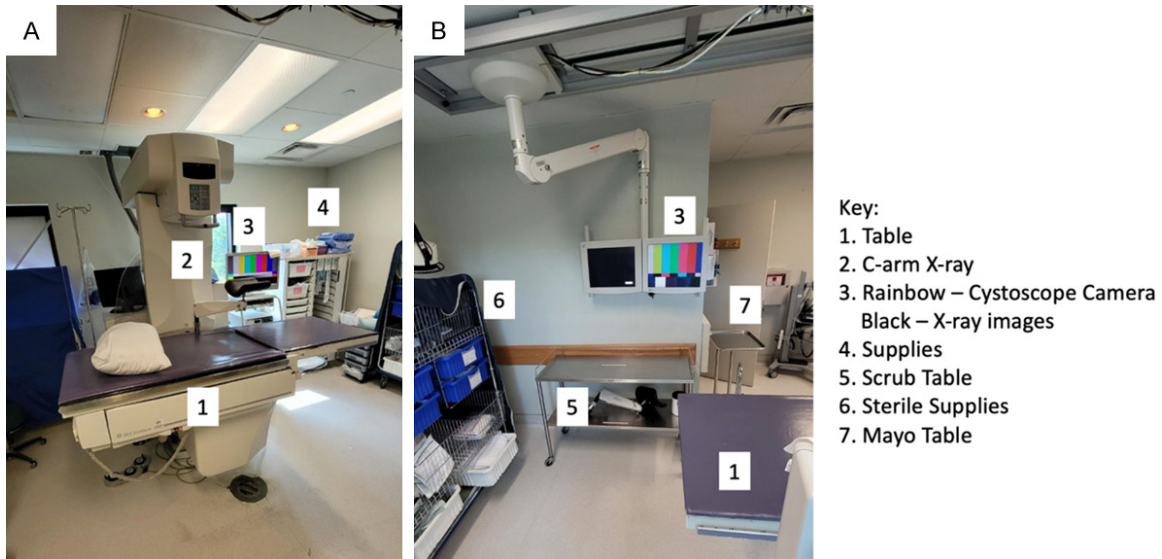 A
B
4
3
2
1
3
6
7
5
1
Key:
1. Table
2. C-arm X-ray
3. Rainbow – Cystoscope Camera
Black – X-ray images
4. Supplies
5. Scrub Table
6. Sterile Supplies
7. Mayo Table